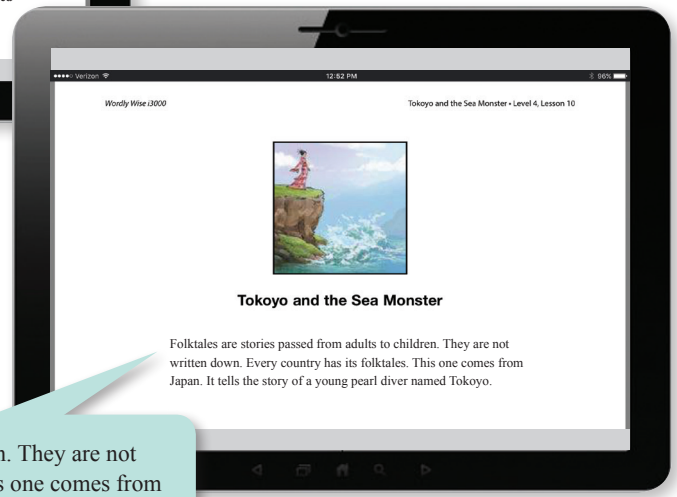 Verizon
12:52 PM
96%
Wordly Wise i3000
Tokoyo and the Sea Monster • Level 4, Lesson 10
Tokoyo and the Sea Monster
Folktales are stories passed from adults to children. They are not
written down. Every country has its folktales. This one comes from
Japan. It tells the story of a young pearl diver named Tokoyo.
They are not
one comes from